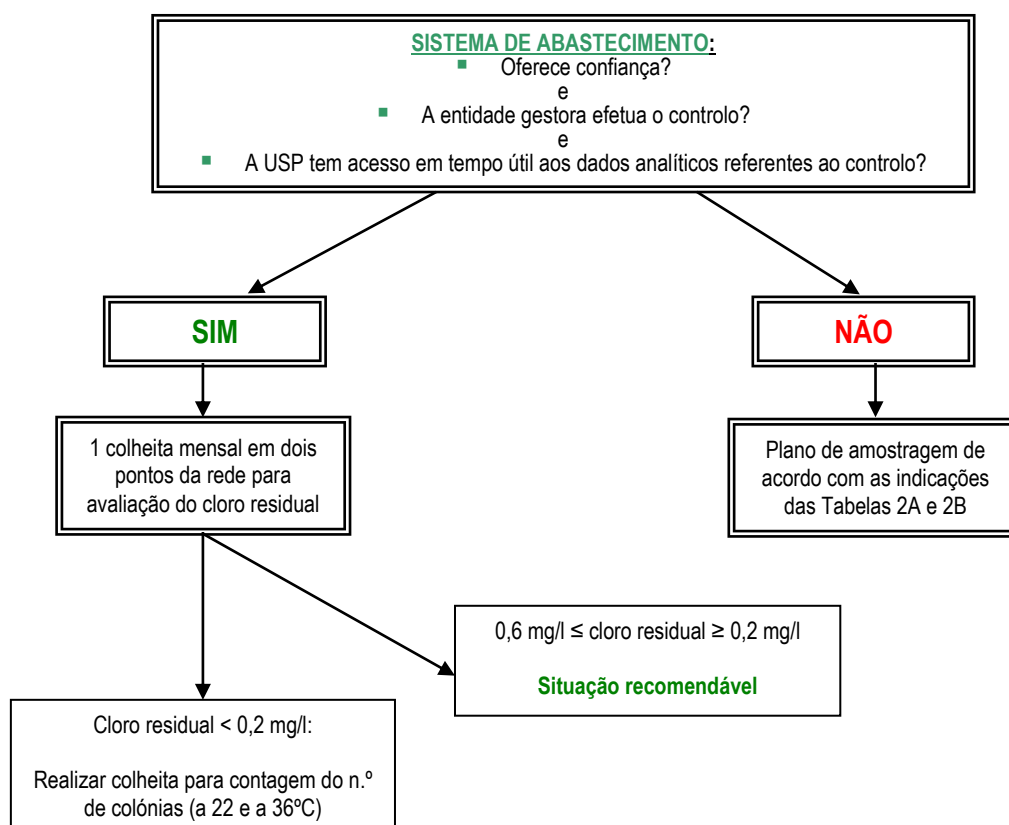 SISTEMA DE ABASTECIMENTO:
▪ Oferece confiança?
e
▪ A entidade gestora efetua o controlo?
e
▪ A USP tem acesso em tempo útil aos dados analíticos referentes ao controlo?
SIM
NÃO
1 colheita mensal em dois
pontos da rede para
avaliação do cloro residual
Plano de amostragem de
acordo com as indicações
das Tabelas 2A e 2B
0,6 mg/l ≤ cloro residual ≥ 0,2 mg/l
Situação recomendável
Cloro residual < 0,2 mg/l:
Realizar colheita para contagem do n.º
de colónias (a 22 e a 36ºC)